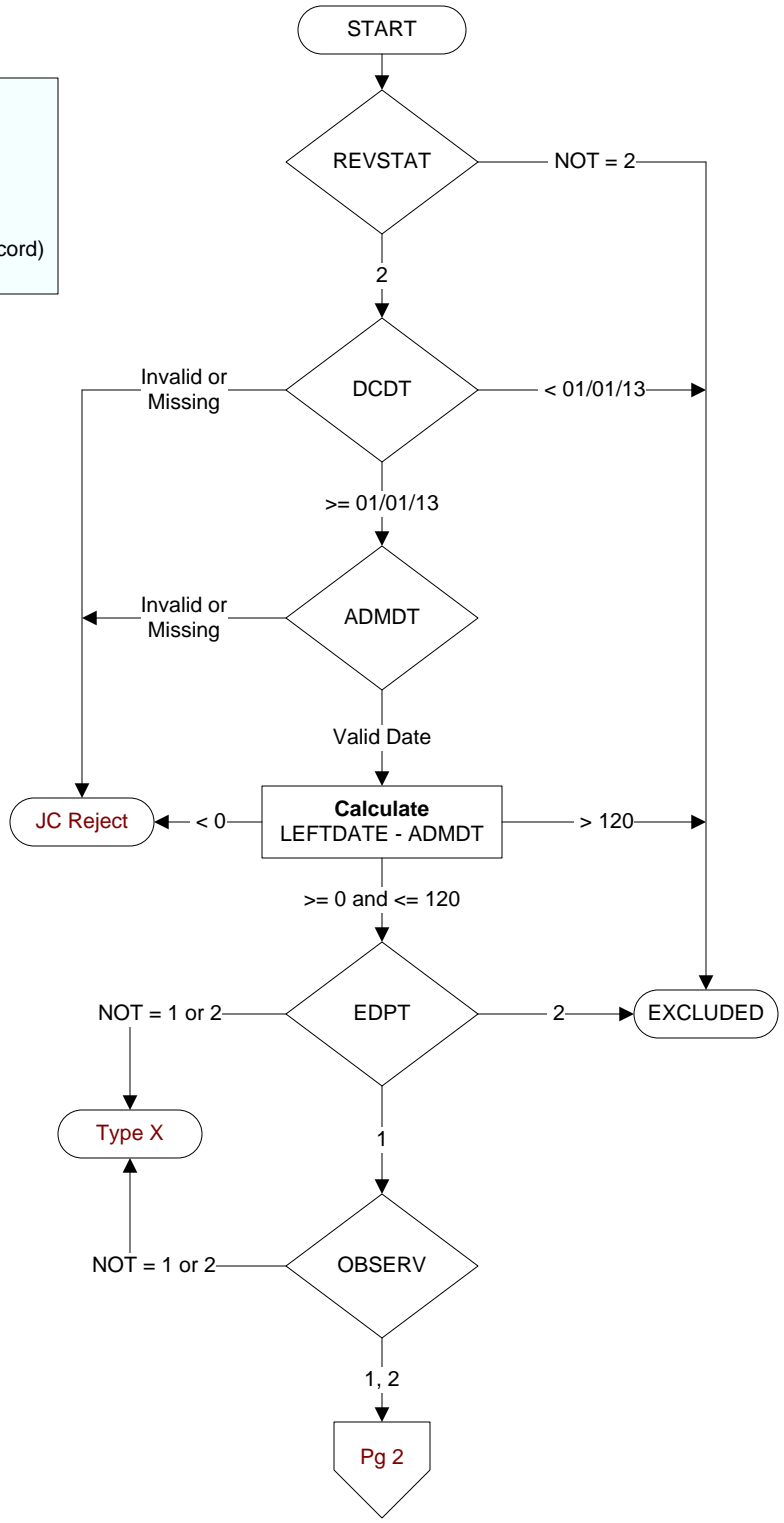 START
REVSTAT
NOT = 2
cord)
2
Invalid or
Missing
DCDT
< 01/01/13
>= 01/01/13
Invalid or
Missing
ADMDT
Valid Date
JC Reject
< 0
Calculate
LEFTDATE - ADMDT
> 120
>= 0 and <= 120
NOT = 1 or 2
EDPT
2
EXCLUDED
Type X
1
NOT = 1 or 2
OBSERV
1, 2
Pg 2